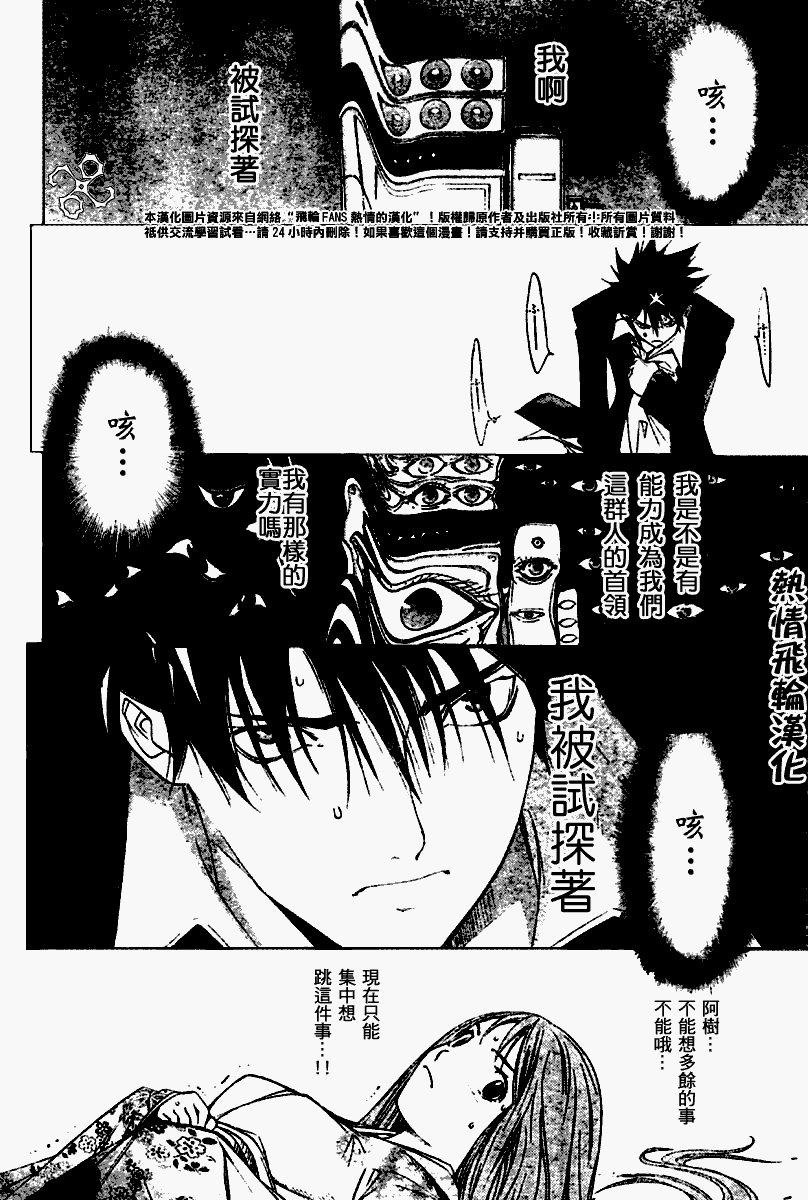 咳…
我啊
被試探著
本漢化圖片資源來自網絡，“飛輪FANS熱情的漢化”！版權歸原作者及出版社所有！所有圖片資料
祗供交流學習試看…請24小時內刪除！如果喜歡這個漫畫！請支持并購買正版！收藏訢賞！謝謝！
ふー
ふー
咳…
我是不是有
能力成為我們
這群人的首領
我有那樣的
實力嗎
熱情飛輪漢化
咳…
我被試探著
阿樹…
不能想多餘的事
不能哦…
現在只能
集中想
跳這件事…!!